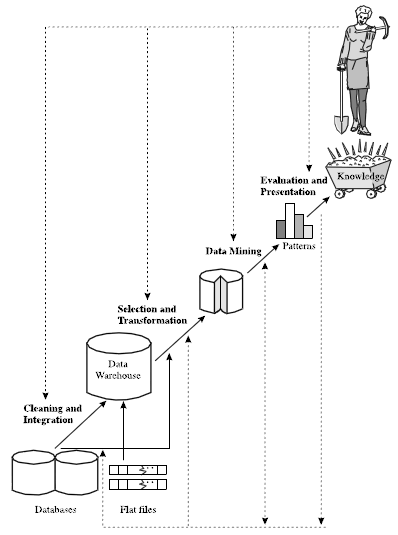 Knowledge
Evaluation and
Presentation
Patterns
Data Mining
Selection and
Transformation
Data
Warehouse
Cleaning and
Integration
Databases
Flat files